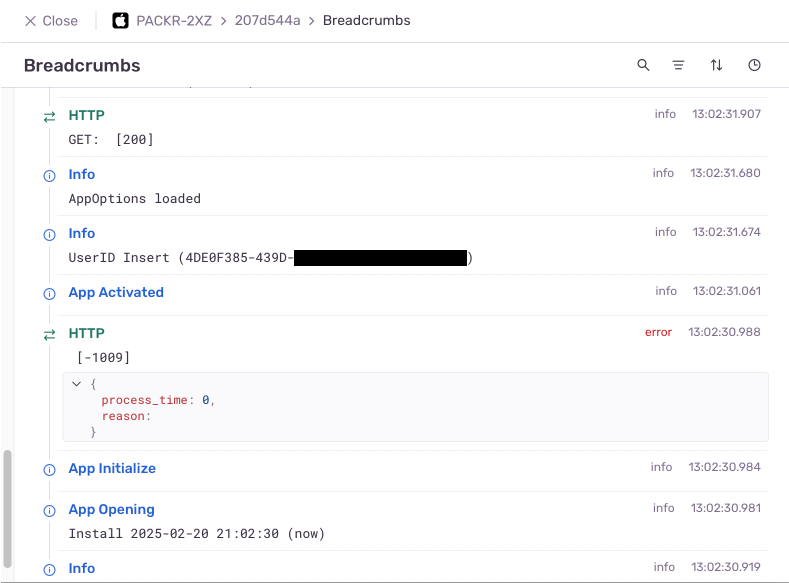 Close
PACKR-2XZ > 207d544a > Breadcrumbs
Breadcrumbs
HTTP info 13:02:31.907
GET: [200]
Info info 13:02:31.680
AppOptions loaded
Info info 13:02:31.674
UserID Insert (4DE0F385-439D- )
App Activated info 13:02:31.061
HTTP error 13:02:30.988
[-1009]
{
process_time: 0,
reason:
}
App Initialize info 13:02:30.984
App Opening info 13:02:30.981
Install 2025-02-20 21:02:30 (now)
Info info 13:02:30.919